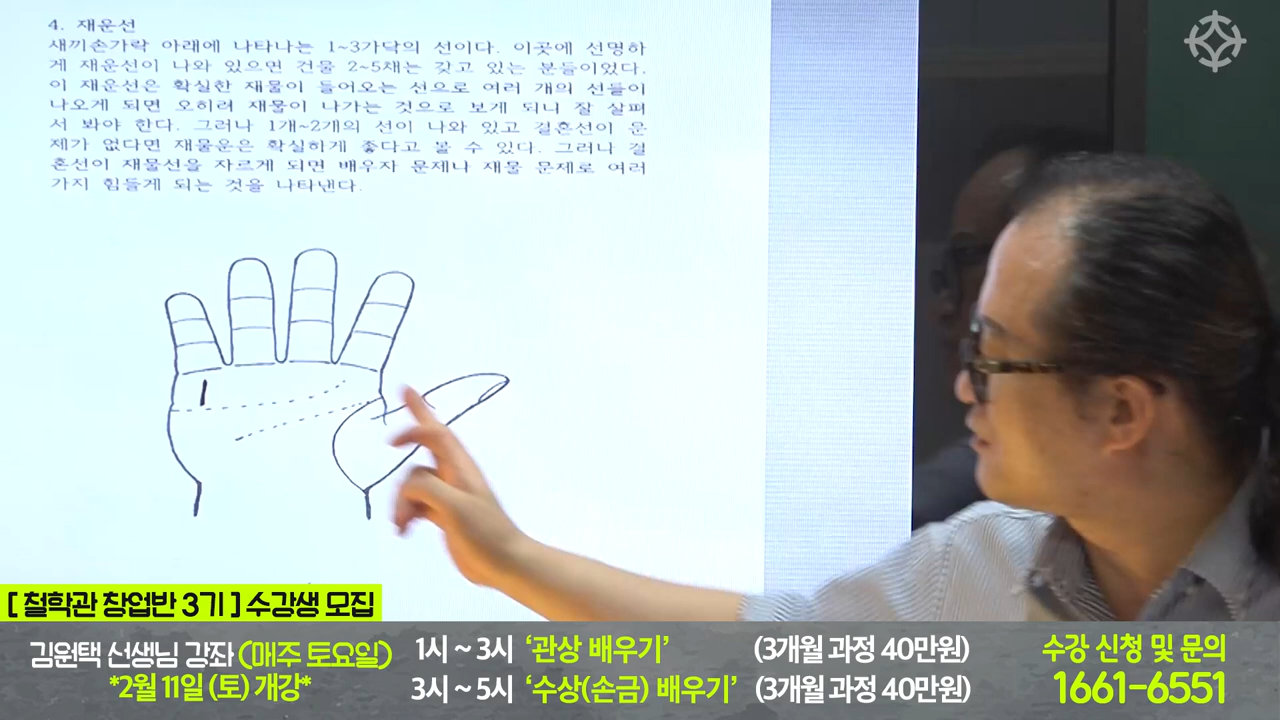 4. 재운선
새끼손가락 아래에 나타나는 1~3가닥의 선이다. 이곳에 선명하
게 재운선이 나와 있으면 건물 2~5채는 갖고 있는 분들이었다.
이 재운선은 확실한 재물이 들어오는 선으로 여러 개의 선들이
나오게 되면 오히려 재물이 나가는 것으로 보게 되니 잘 살펴
서 봐야 한다. 그러나 1개~2개의 선이 나와 있고 결혼선이 문
제가 없다면 재물운은 확실하게 좋다고 볼 수 있다. 그러나 결
혼선이 재물선을 자르게 되면 배우자 문제나 재물 문제로 여러
가지 힘들게 되는 것을 나타낸다.
[ 철학관 창업반 3기 ] 수강생 모집
김원택 선생님 강좌 (매주 토요일)
*2월 11일 (토) 개강*
1시 ~ 3시 ‘관상 배우기’ (3개월 과정 40만원)
3시 ~ 5시 ‘수상(손금) 배우기’ (3개월 과정 40만원)
수강 신청 및 문의
1661-6551